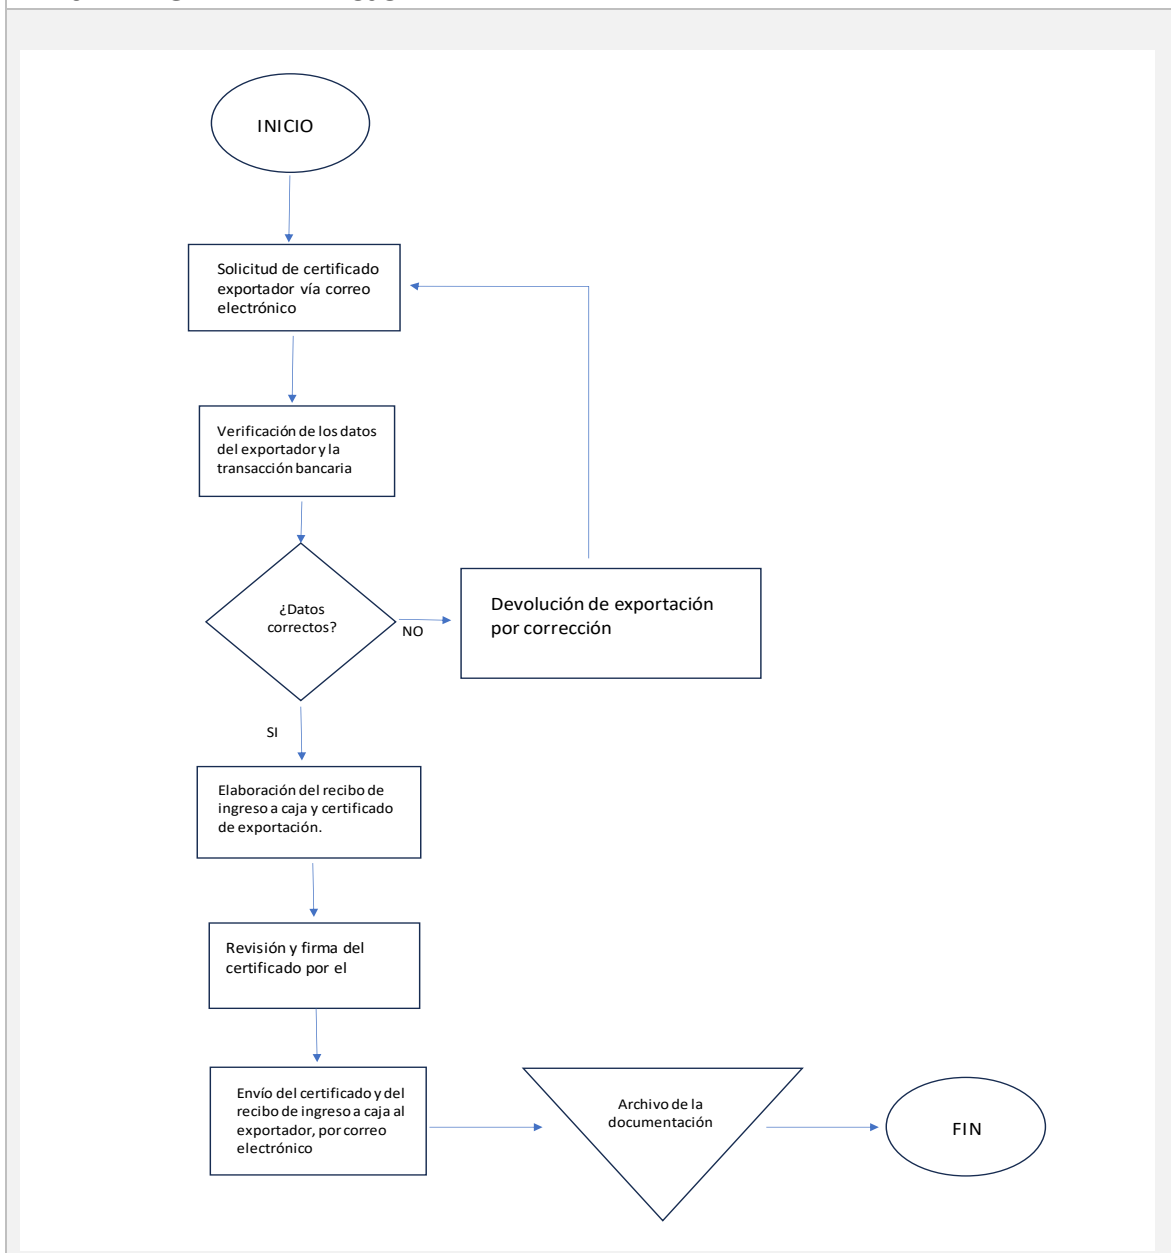 INICIO
Solicitud de certificado
exportador vía correo
electrónico
Verificación de los datos
del exportador y la
transacción bancaria
¿Datos
correctos?
NO
Devolución de exportación
por corrección
SI
Elaboración del recibo de
ingreso a caja y certificado
de exportación.
Revisión y firma del
certificado por el
Envío del certificado y del
recibo de ingreso a caja al
exportador, por correo
electrónico
Archivo de la
documentación
FIN